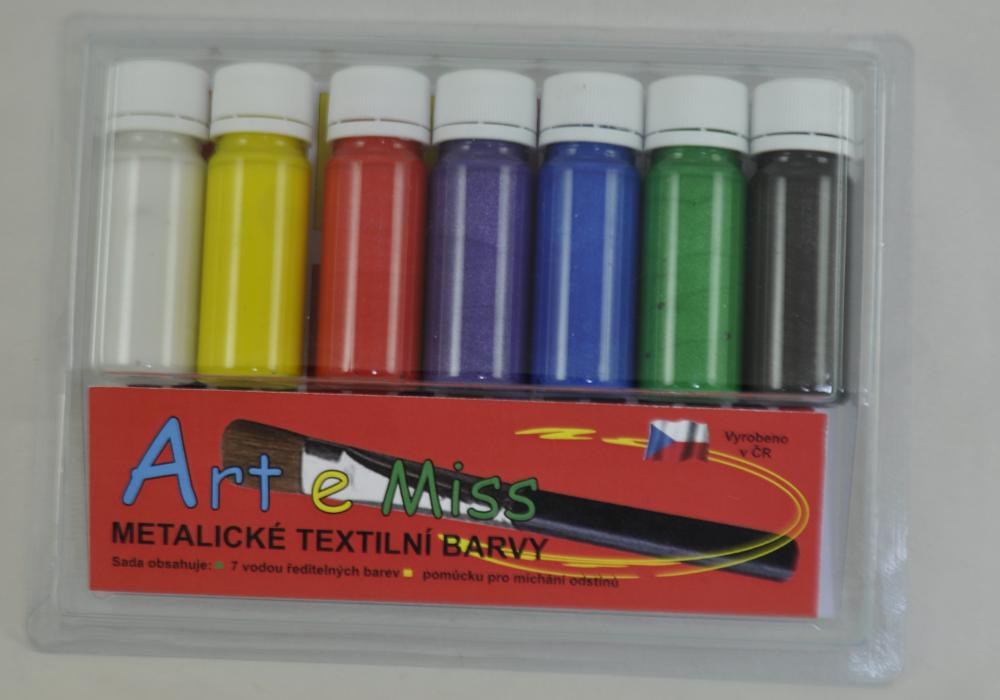 Vyrobeno
v ČR
Art e Miss
METALICKÉ TEXTILNÍ BARVY
Sada obsahuje: 7 vodou ředitelných barev pomůcku pro míchání odstínů